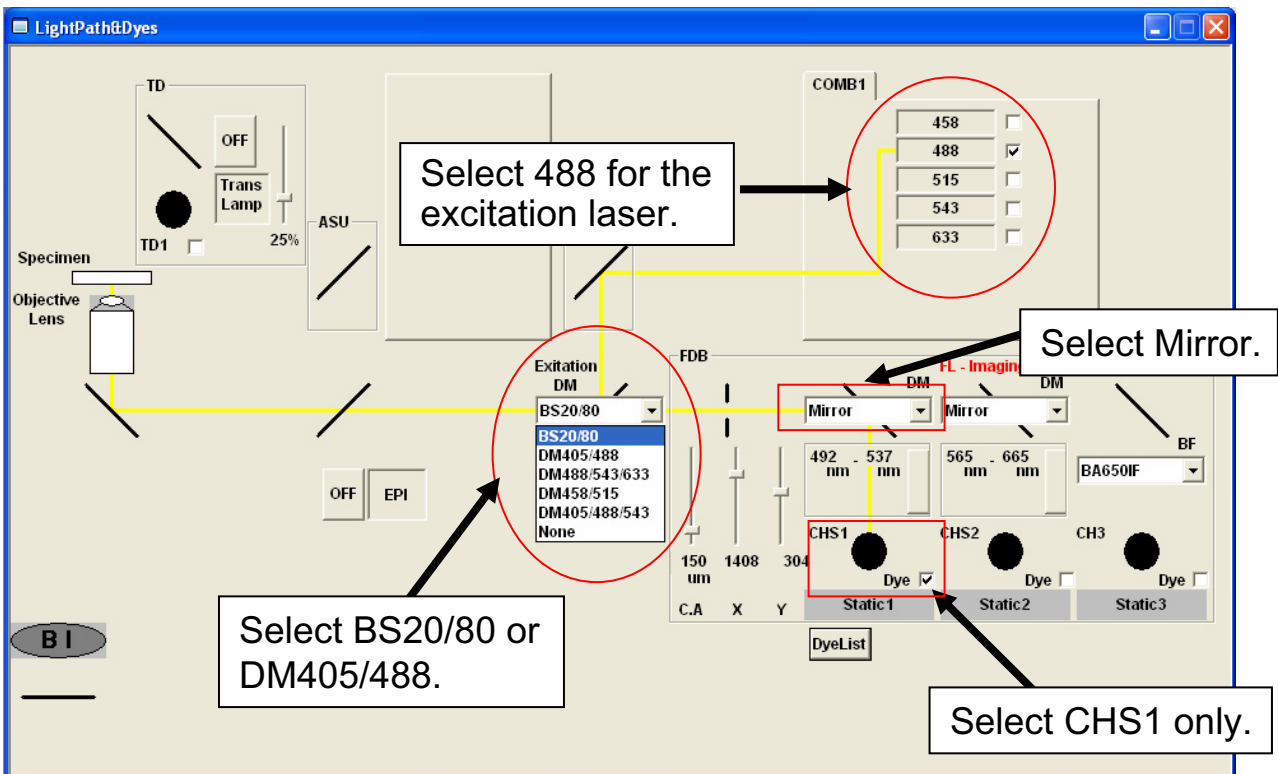 LightPath&Dyes
TD
OFF
Trans
Lamp
TD1
25%
ASU
COMB1
458
488
515
543
633
Select 488 for the
excitation laser.
Specimen
Objective
Lens
Select Mirror.
Exitation
DM
BS20/80
BS20/80
DM405/488
DM488/543/633
DM458/515
DM405/488/543
None
FDB
FL - Imaging
DM
DM
Mirror
Mirror
492 - 537
nm nm
565 - 665
nm nm
BF
BA650IF
OFF
EPI
CHS1
CHS2
CH3
150 1408 304
um
Dye
Dye
Dye
C.A X Y
Static1
Static2
Static3
DyeList
Select BS20/80 or
DM405/488.
B I
Select CHS1 only.